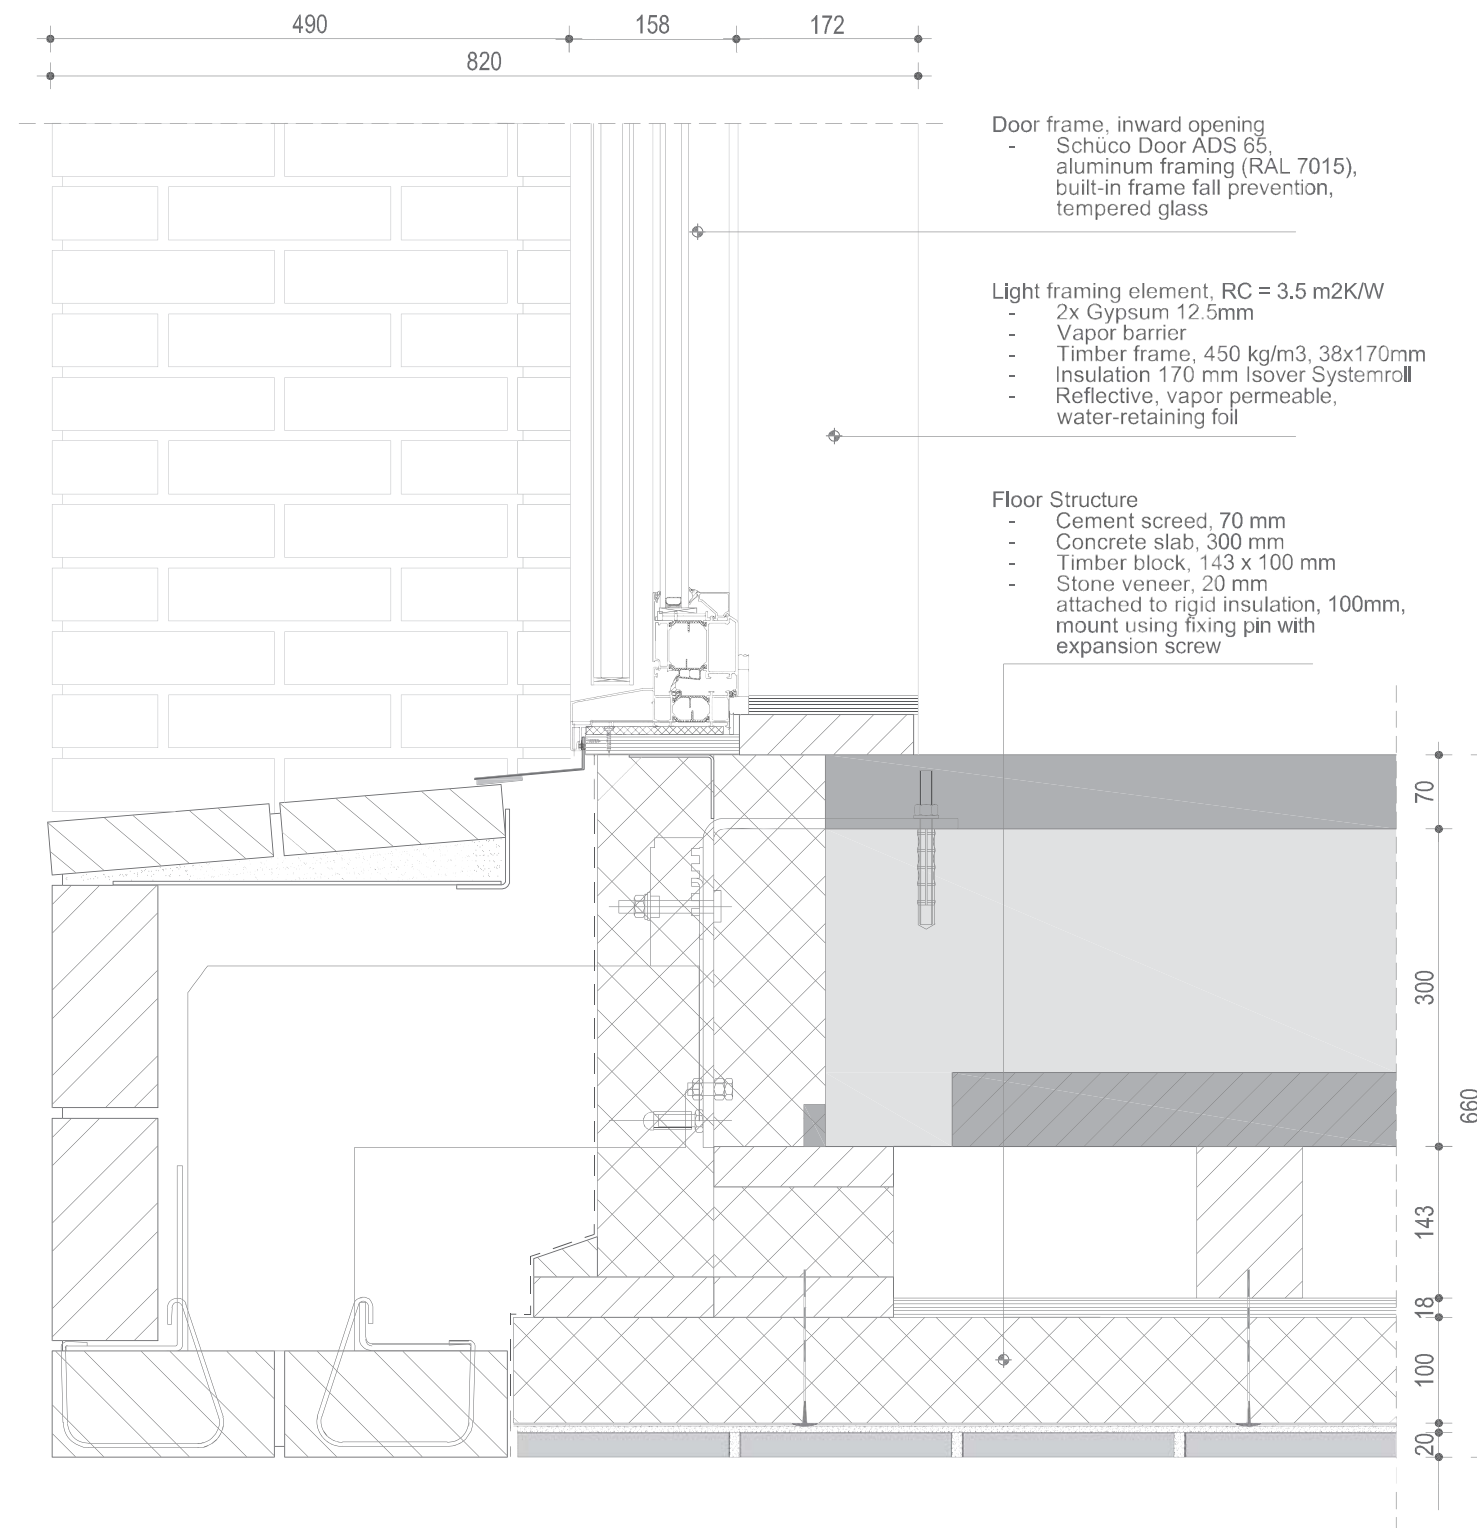 490 158 172
820
Door frame, inward opening
- Schüco Door ADS 65,
aluminum framing (RAL 7015),
built-in frame fall prevention,
tempered glass
Light framing element, RC = 3.5 m2K/W
- 2x Gypsum 12.5mm
- Vapor barrier
- Timber frame, 450 kg/m3, 38x170mm
- Insulation 170 mm Isover Systemroll
- Reflective, vapor permeable,
water-retaining foil
Floor Structure
- Cement screed, 70 mm
- Concrete slab, 300 mm
- Timber block, 143 x 100 mm
- Stone veneer, 20 mm
attached to rigid insulation, 100mm,
mount using fixing pin with
expansion screw
70
300
660
143
18
100
20